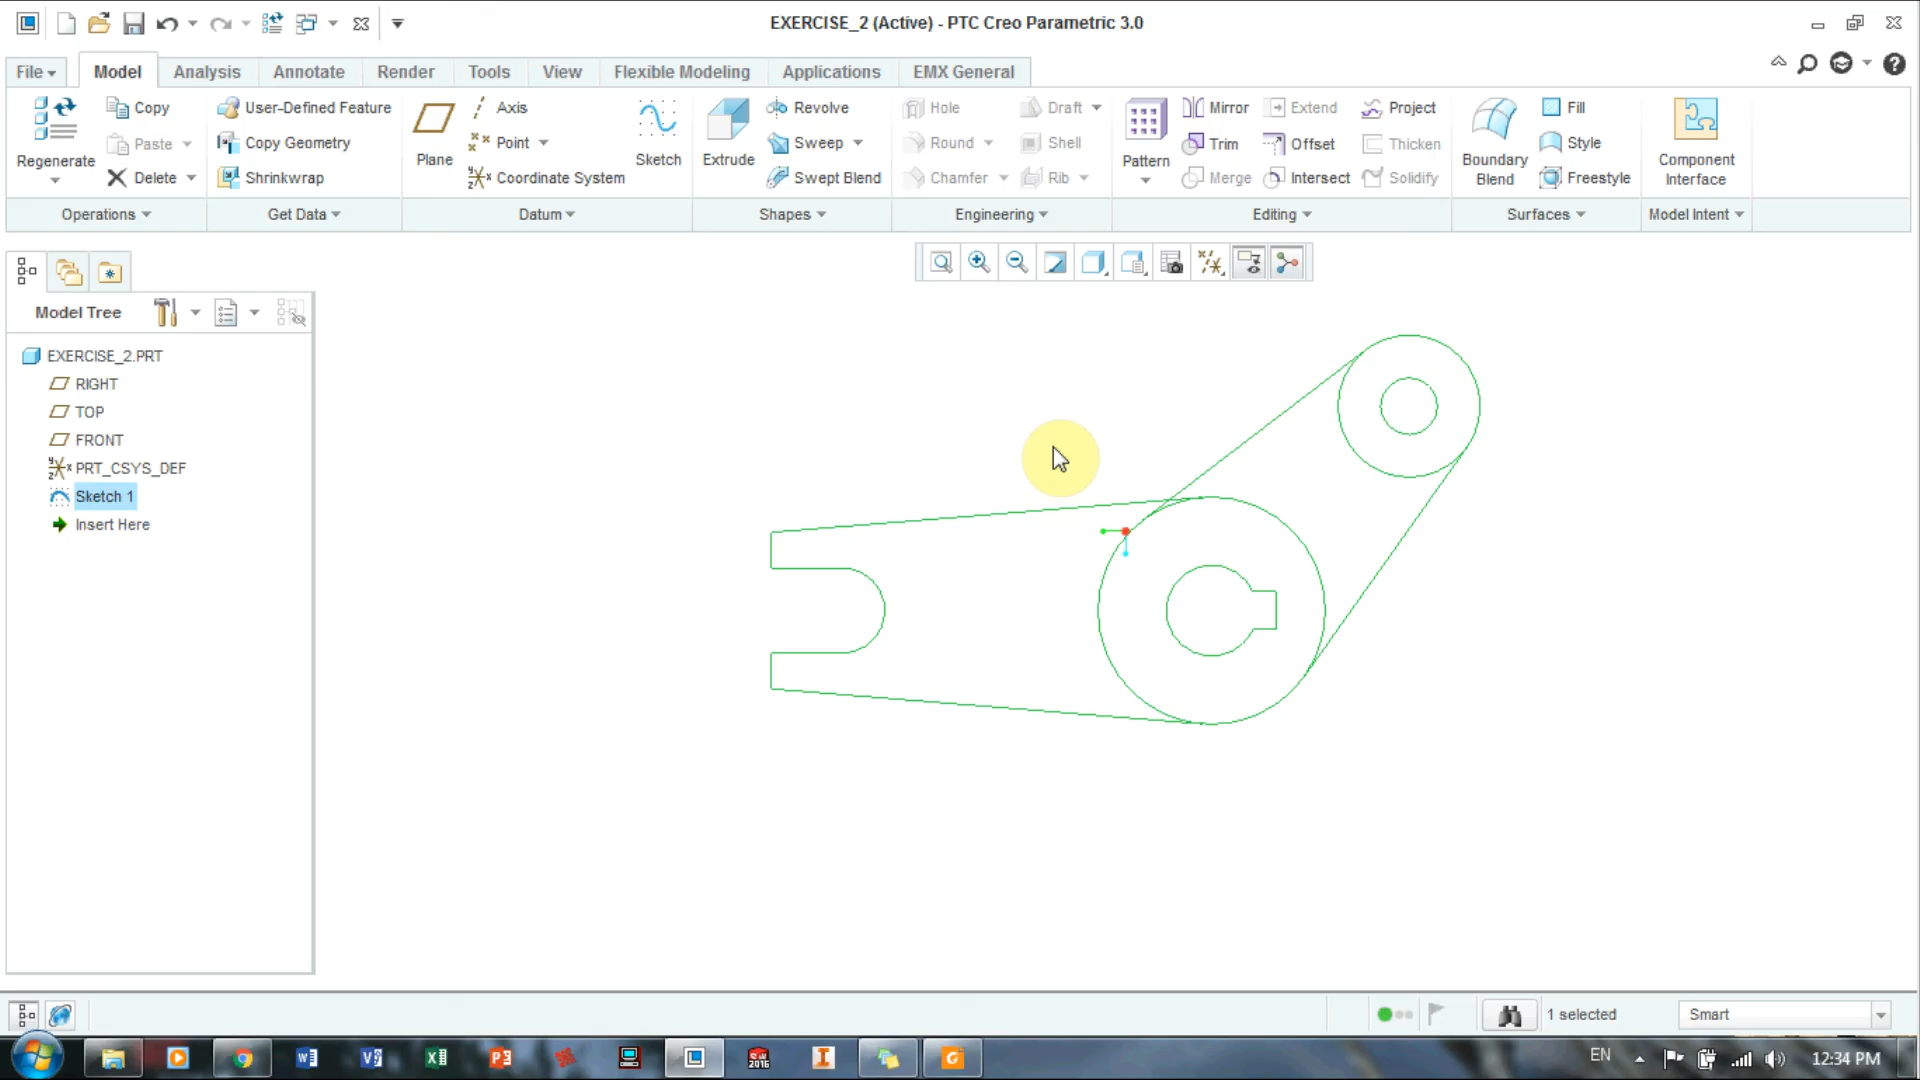 EXERCISE_2 (Active) - PTC Creo Parametric 3.0
File Model Analysis Annotate Render Tools View Flexible Modeling Applications EMX General
Regenerate
Copy
Paste
Delete
Operations
User-Defined Feature
Copy Geometry
Shrinkwrap
Get Data
Plane
Axis
Point
Coordinate System
Sketch
Datum
Extrude
Revolve
Sweep
Swept Blend
Shapes
Hole
Round
Chamfer
Draft
Shell
Rib
Engineering
Pattern
Mirror
Trim
Merge
Extend
Offset
Intersect
Project
Thicken
Solidify
Editing
Boundary
Blend
Fill
Style
Freestyle
Surfaces
Component
Interface
Model Intent
Model Tree
EXERCISE_2.PRT
RIGHT
TOP
FRONT
PRT_CSYS_DEF
Sketch 1
Insert Here
1 selected
Smart
EN
12:34 PM